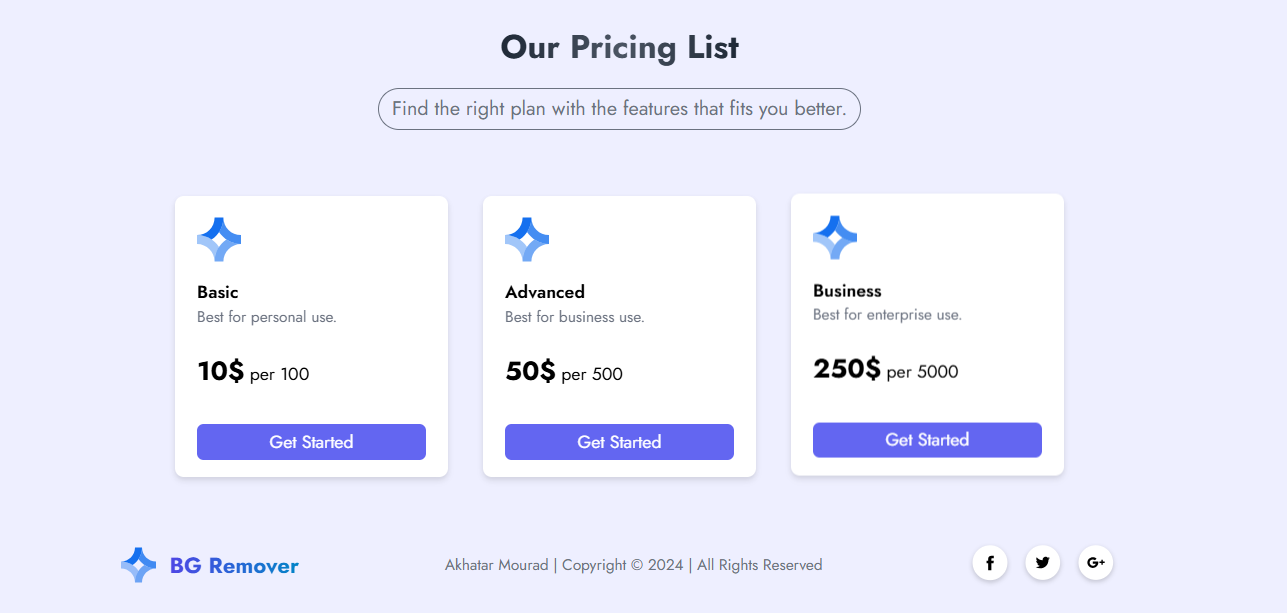 Our Pricing List
Find the right plan with the features that fits you better.
Basic
Best for personal use.
10$ per 100
Get Started
Advanced
Best for business use.
50$ per 500
Get Started
Business
Best for enterprise use.
250$ per 5000
Get Started
BG Remover
Akhatar Mourad | Copyright © 2024 | All Rights Reserved
f
G+